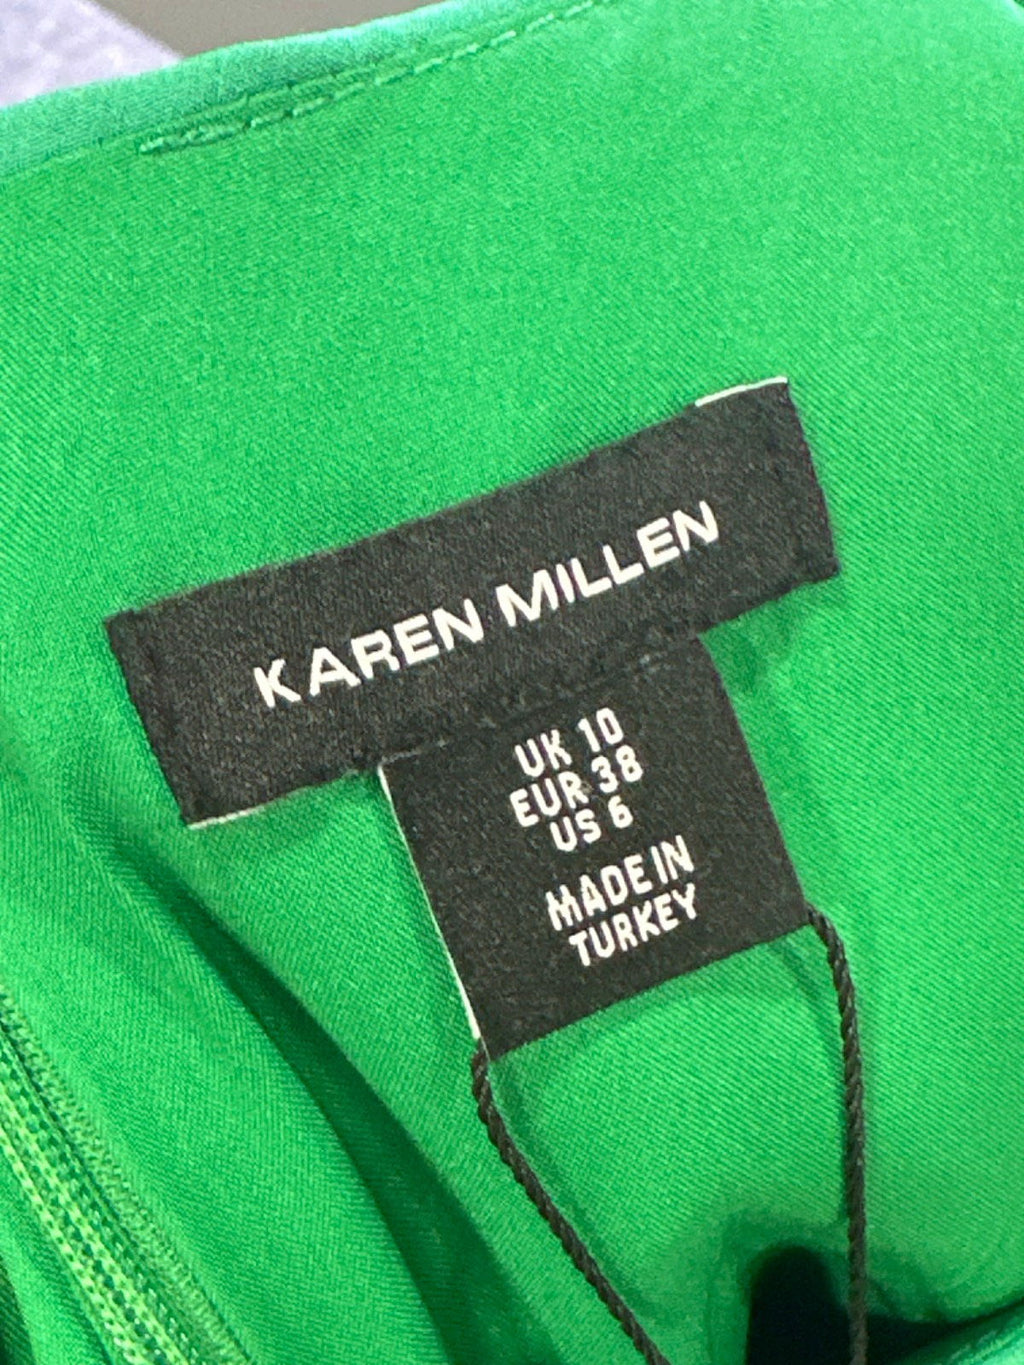 KAREN MILLEN
UK 10
EUR 38
US 6
MADE IN
TURKEY